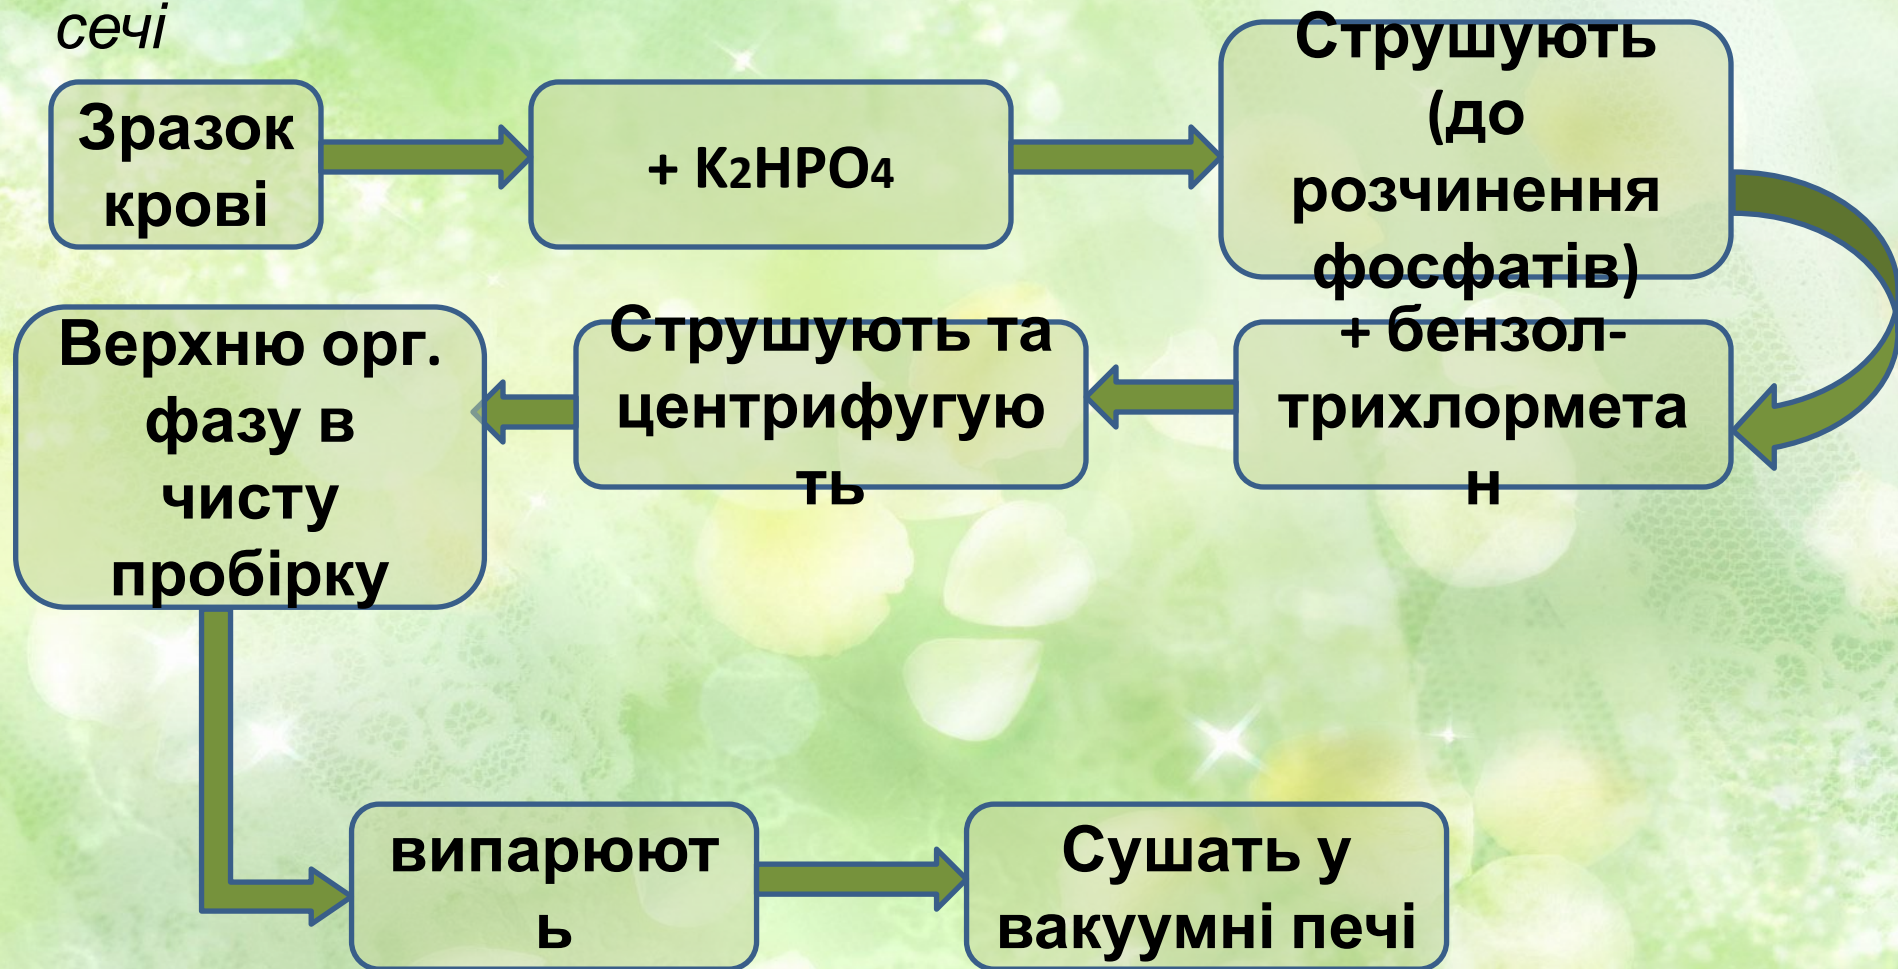 сечі
Зразок
крові
+ K2HPO4
Струшують
(до
розчинення
фосфатів)
+ бензол-
трихлормета
н
Струшують та
центрифугую
ть
Верхню орг.
фазу в
чисту
пробірку
випарюют
ь
Сушать у
вакуумні печі